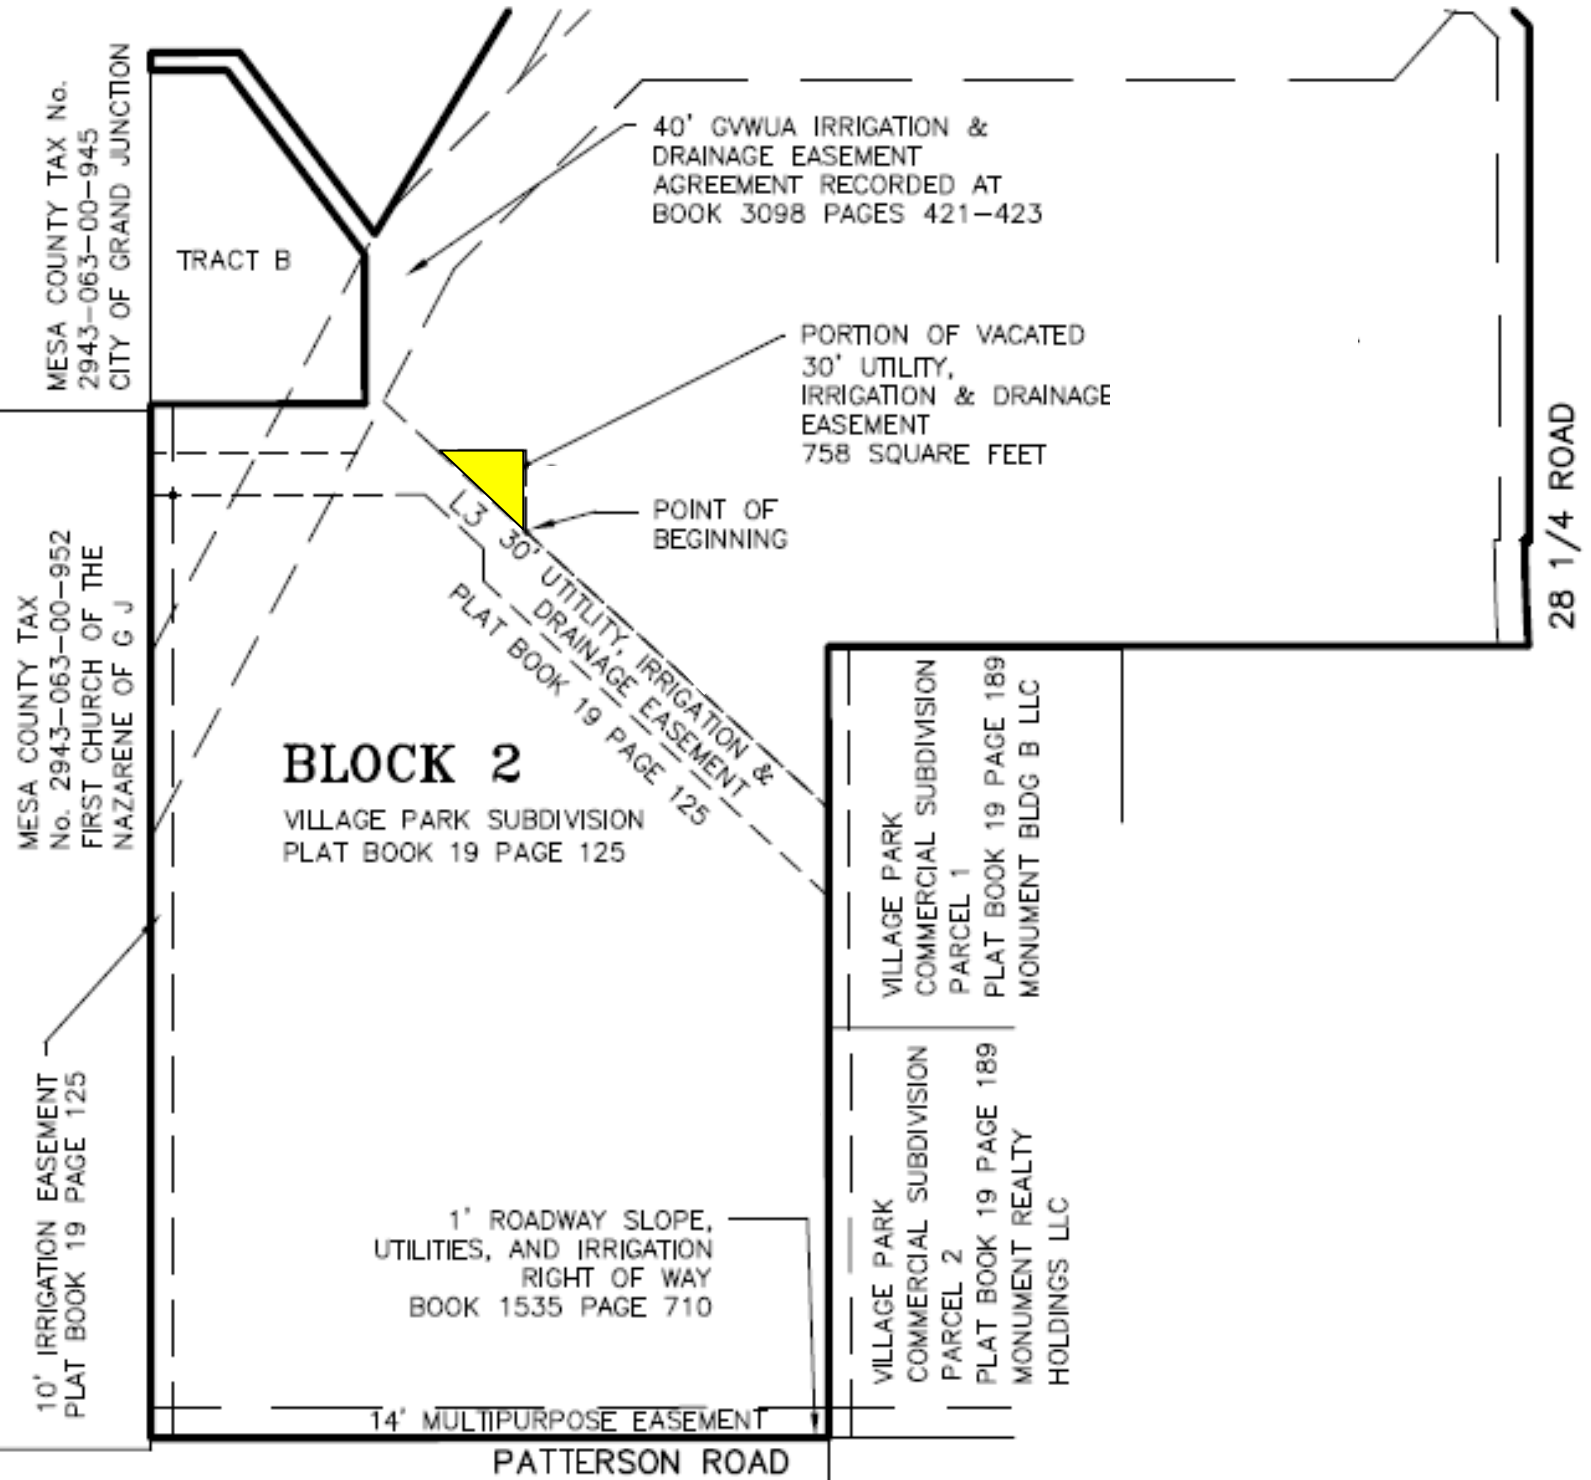 MESA COUNTY TAX No.
2943-063-00-945
CITY OF GRAND JUNCTION
TRACT B
40' GVWUA IRRIGATION &
DRAINAGE EASEMENT
AGREEMENT RECORDED AT
BOOK 3098 PAGES 421-423
PORTION OF VACATED
30' UTILITY,
IRRIGATION & DRAINAGE
EASEMENT
758 SQUARE FEET
POINT OF
BEGINNING
28 1/4 ROAD
L3
30' UTITLITY, IRRIGATION &
DRAINAGE EASEMENT
PLAT BOOK 19 PAGE 125
MESA COUNTY TAX
No. 2943-063-00-952
FIRST CHURCH OF THE
NAZARENE OF G J
BLOCK 2
VILLAGE PARK SUBDIVISION
PLAT BOOK 19 PAGE 125
VILLAGE PARK
COMMERCIAL SUBDIVISION
PARCEL 1
PLAT BOOK 19 PAGE 189
MONUMENT BLDG B LLC
10' IRRIGATION EASEMENT
PLAT BOOK 19 PAGE 125
1' ROADWAY SLOPE,
UTILITIES, AND IRRIGATION
RIGHT OF WAY
BOOK 1535 PAGE 710
VILLAGE PARK
COMMERCIAL SUBDIVISION
PARCEL 2
PLAT BOOK 19 PAGE 189
MONUMENT REALTY
HOLDINGS LLC
14' MULTIPURPOSE EASEMENT
PATTERSON ROAD